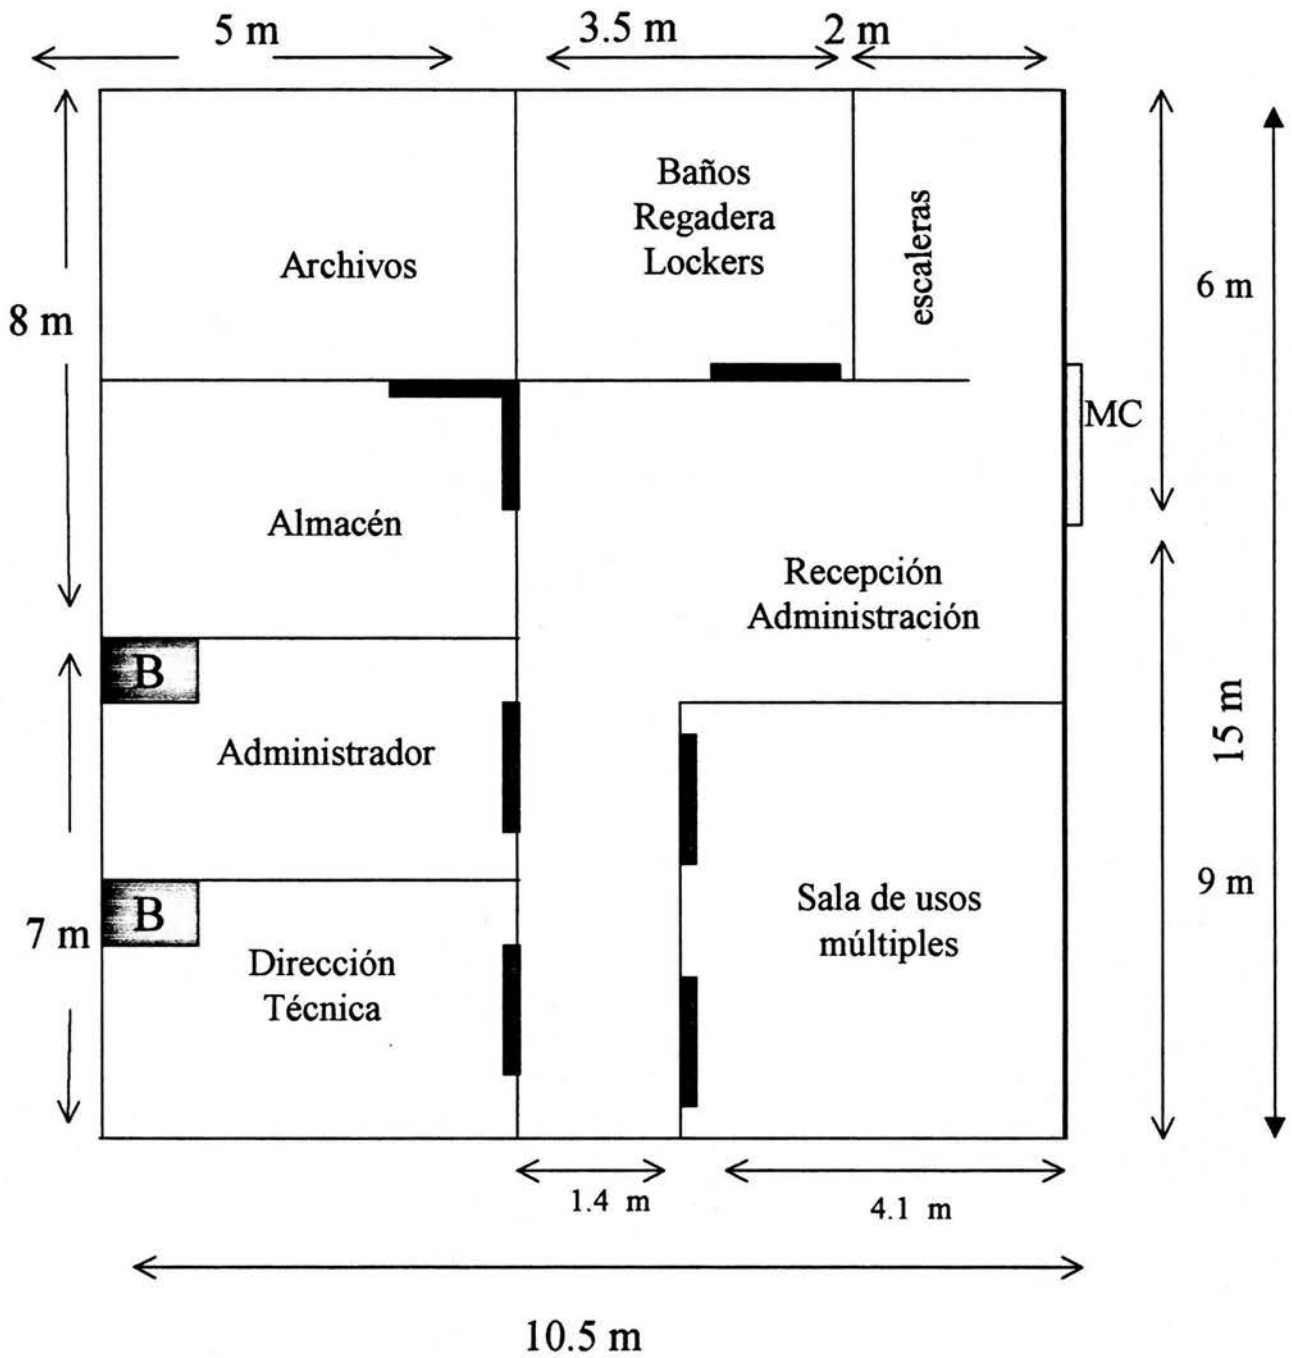 5 m
3.5 m
2 m
Baños
Regadera
Lockers
escaleras
Archivos
6 m
8 m
MC
Almacén
Recepción
Administración
B
15 m
Administrador
9 m
Sala de usos
múltiples
B
7 m
Dirección
Técnica
1.4 m
4.1 m
10.5 m